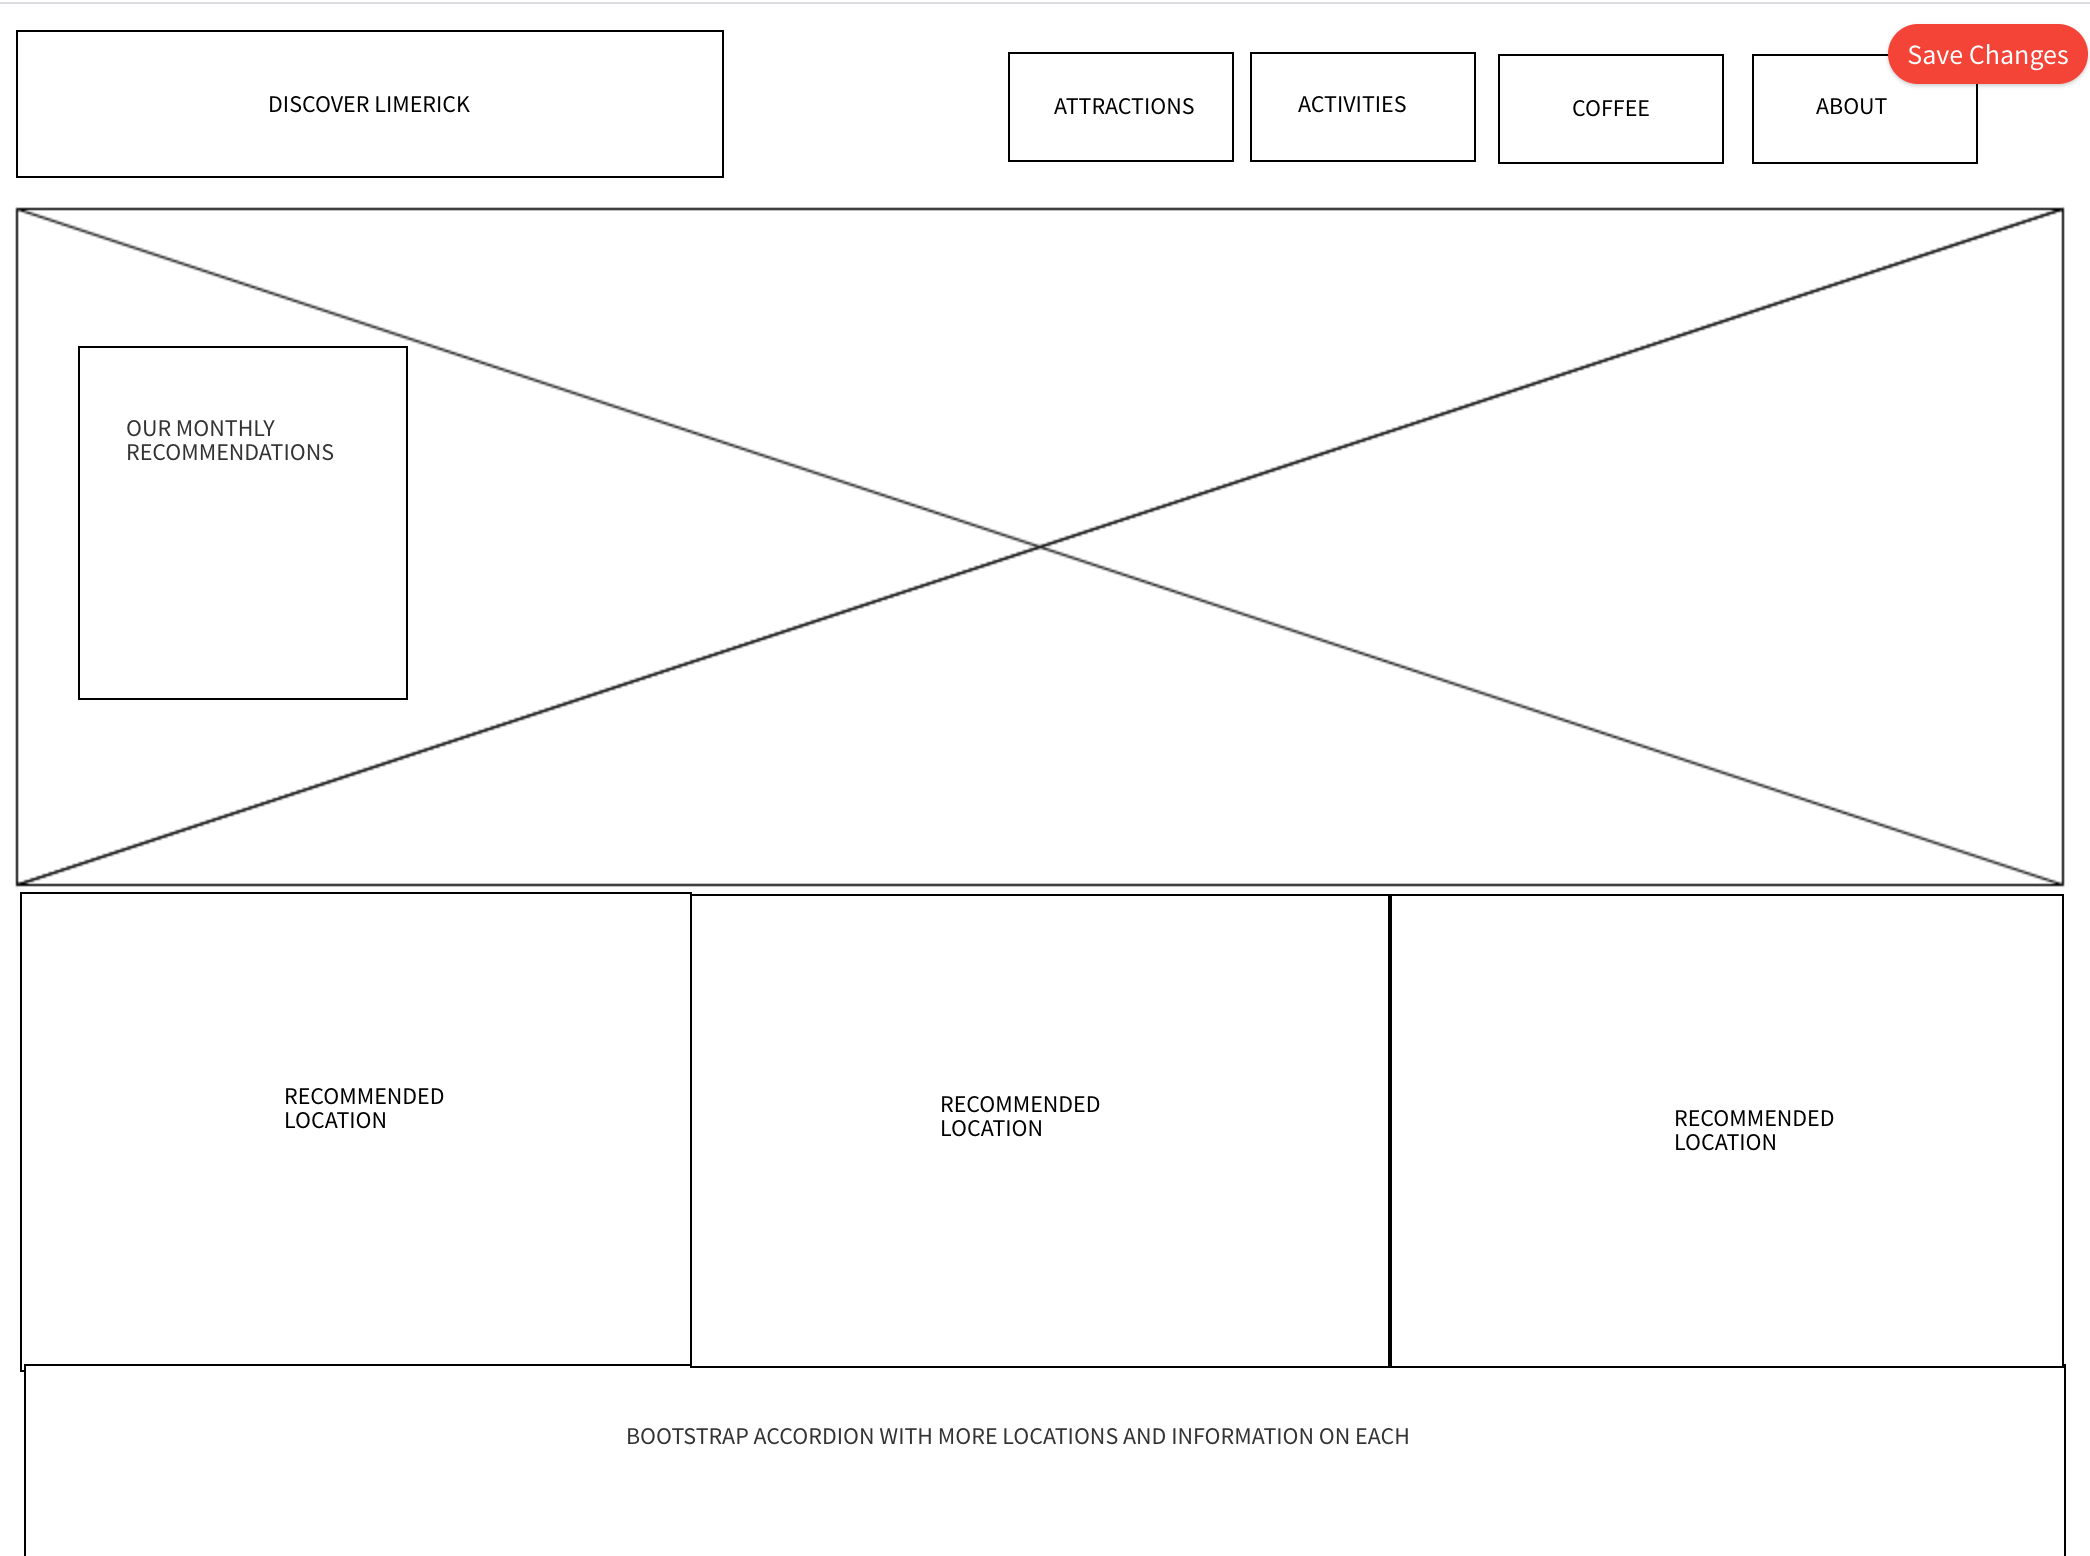 DISCOVER LIMERICK
ATTRACTIONS
ACTIVITIES
COFFEE
ABOUT
Save Changes
OUR MONTHLY
RECOMMENDATIONS
RECOMMENDED
LOCATION
RECOMMENDED
LOCATION
RECOMMENDED
LOCATION
BOOTSTRAP ACCORDION WITH MORE LOCATIONS AND INFORMATION ON EACH